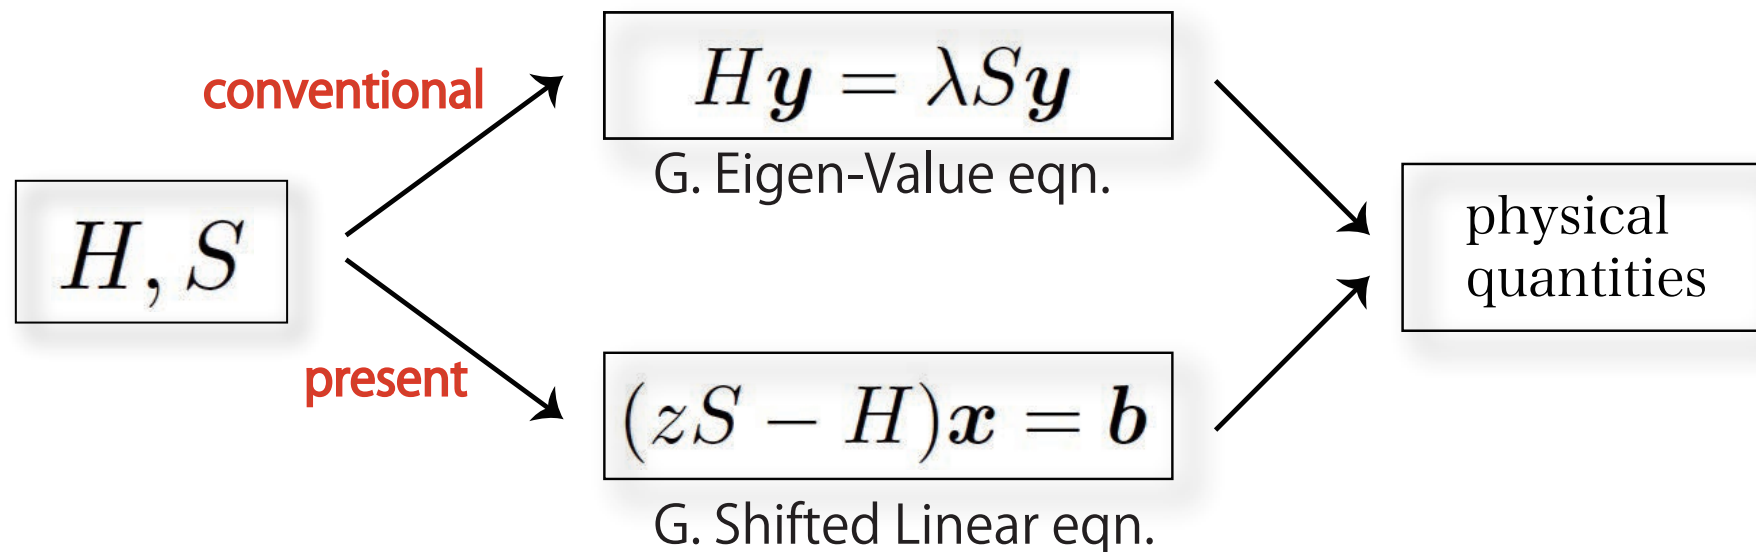 conventional
Hy = λSy
G. Eigen-Value eqn.
H, S
physical
quantities
present
(zS − H)x = b
G. Shifted Linear eqn.